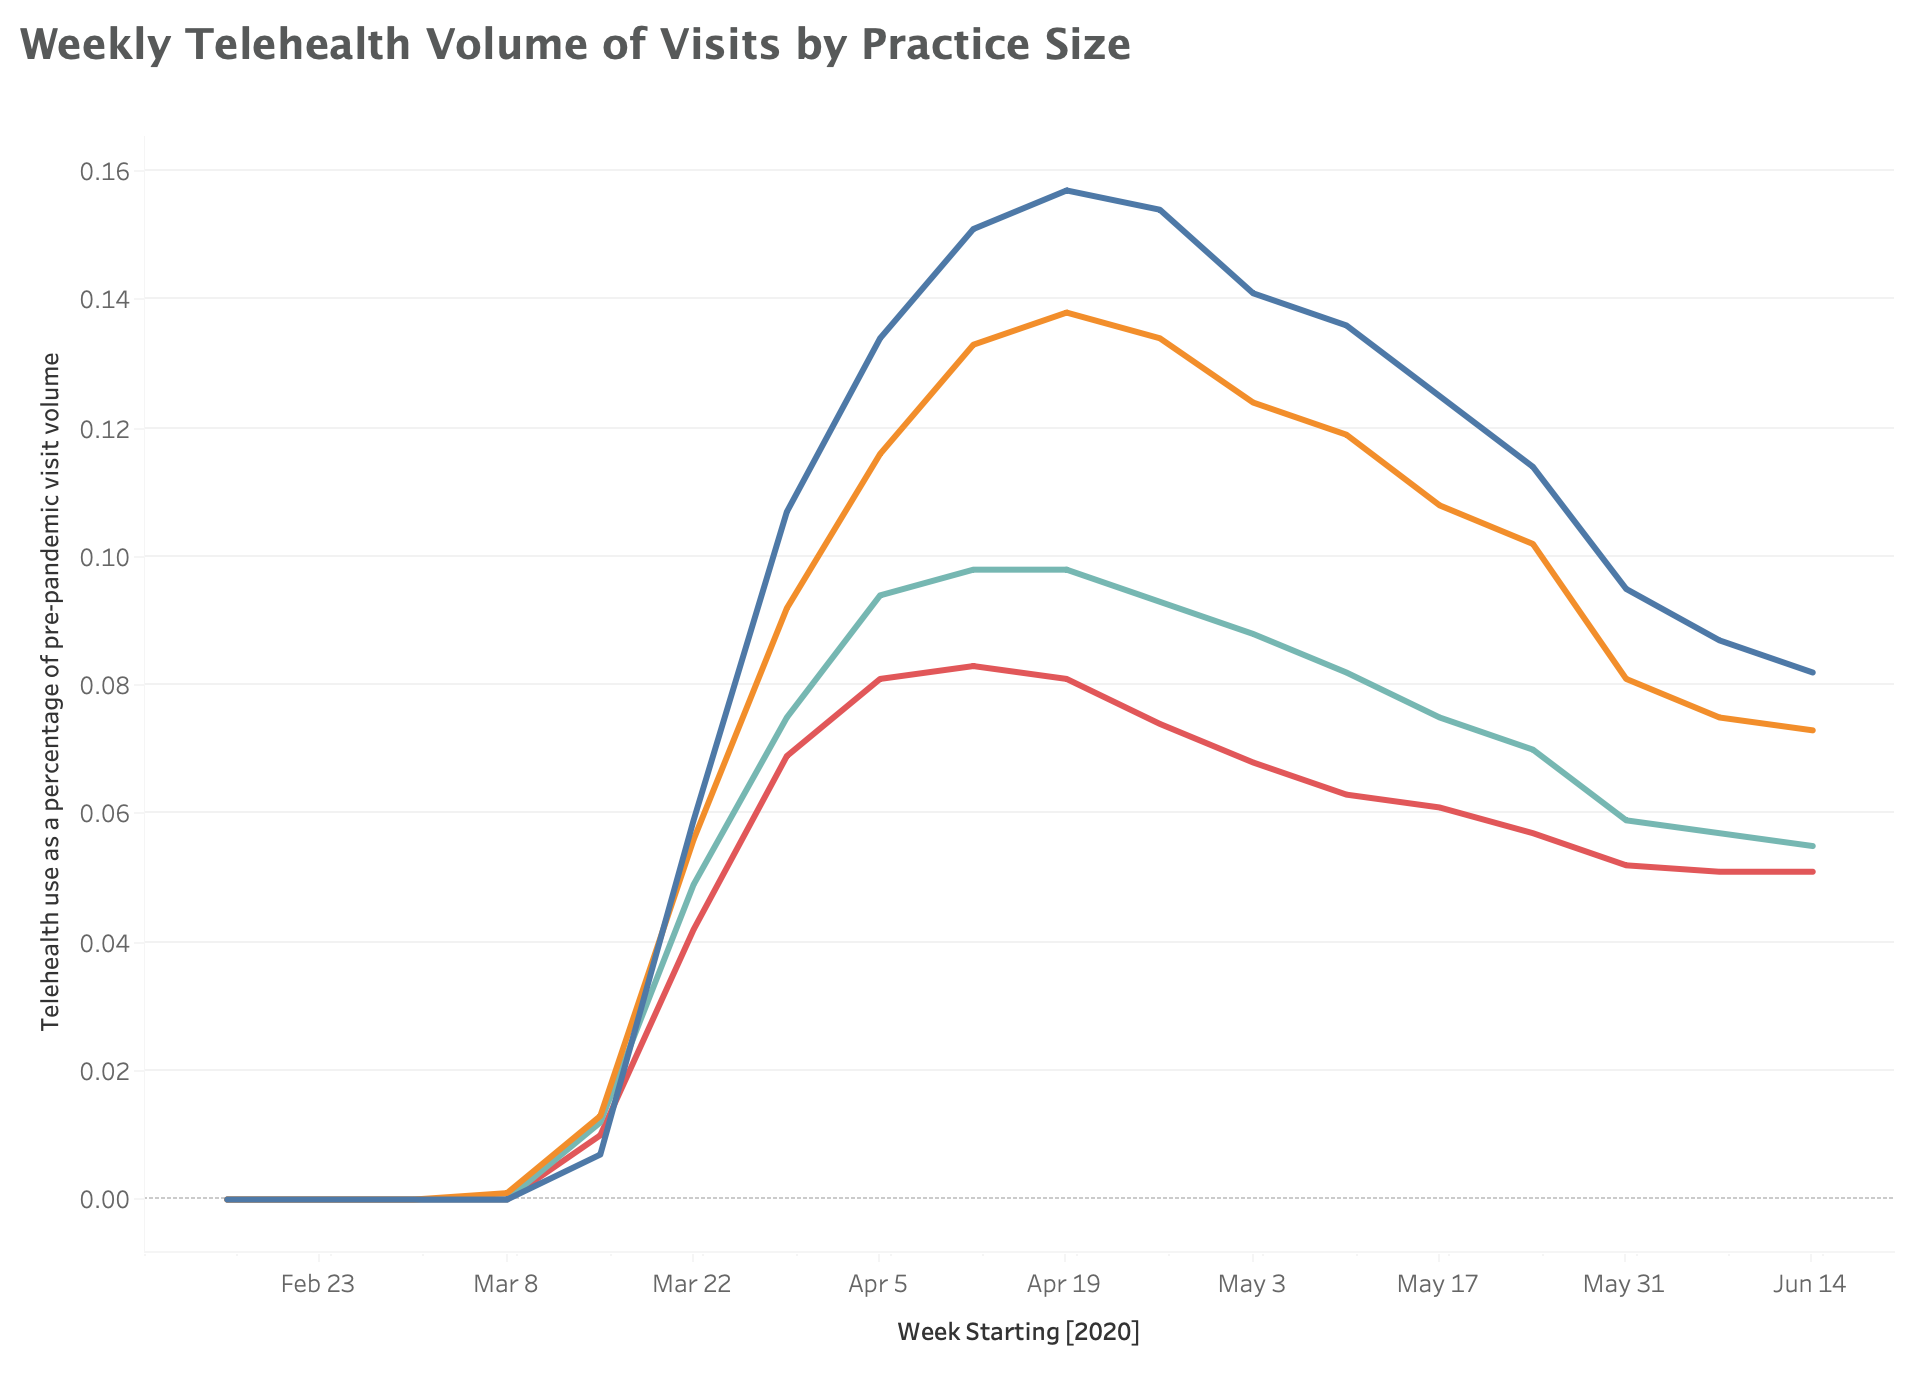 Weekly Telehealth Volume of Visits by Practice Size
Telehealth use as a percentage of pre-pandemic visit volume
0.16
0.14
0.12
0.10
0.08
0.06
0.04
0.02
0.00
Feb 23 Mar 8 Mar 22 Apr 5 Apr 19 May 3 May 17 May 31 Jun 14
Week Starting [2020]